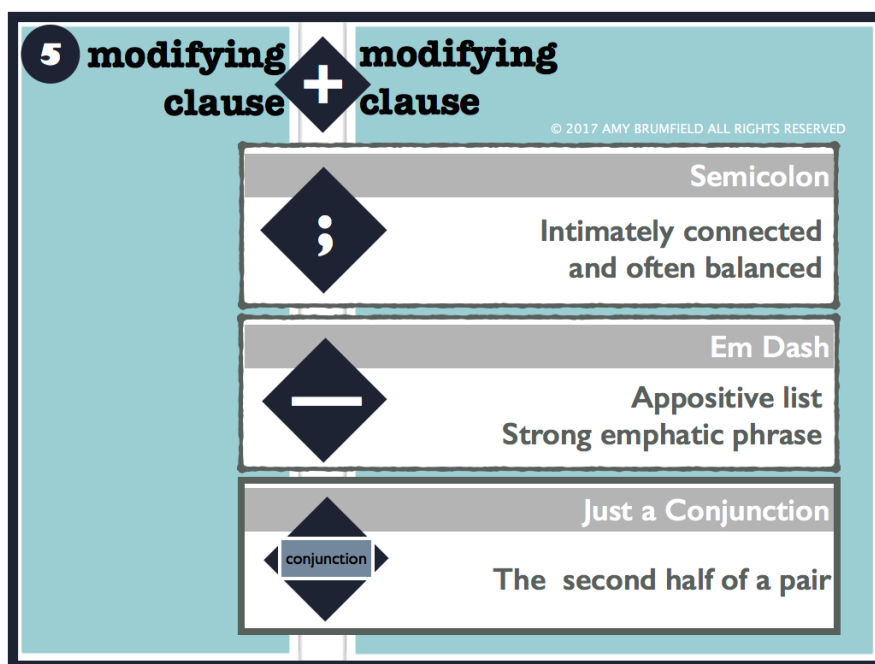 5 modifying clause + modifying clause
© 2017 AMY BRUMFIELD ALL RIGHTS RESERVED
Semicolon
;
Intimately connected
and often balanced
Em Dash
—
Appositive list
Strong emphatic phrase
Just a Conjunction
conjunction
The second half of a pair